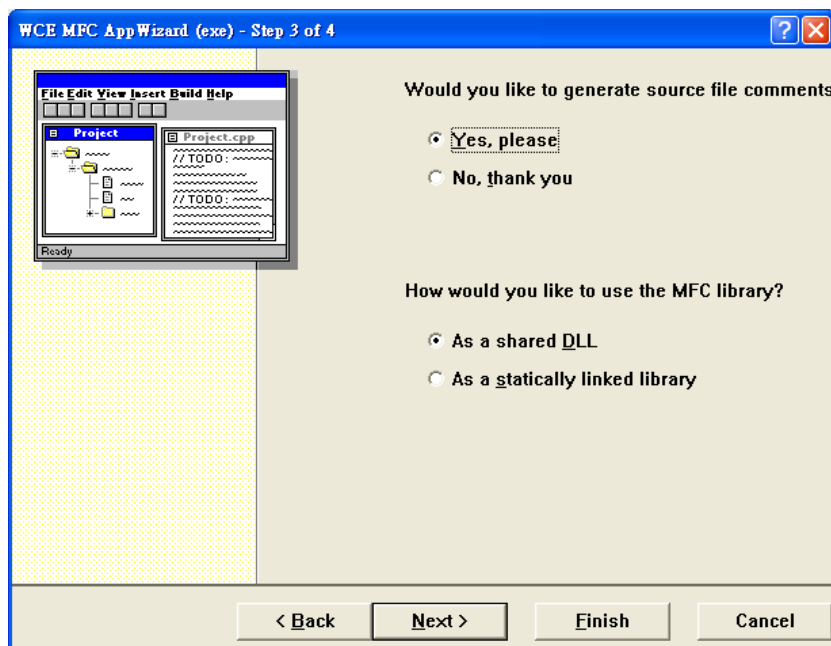 WCE MFC AppWizard (exe) - Step 3 of 4
File Edit View Insert Build Help
Project
Project.cpp
//TODO:
//TODO:
Ready
Would you like to generate source file comments
Yes, please
No, thank you
How would you like to use the MFC library?
As a shared DLL
As a statically linked library
< Back
Next >
Finish
Cancel